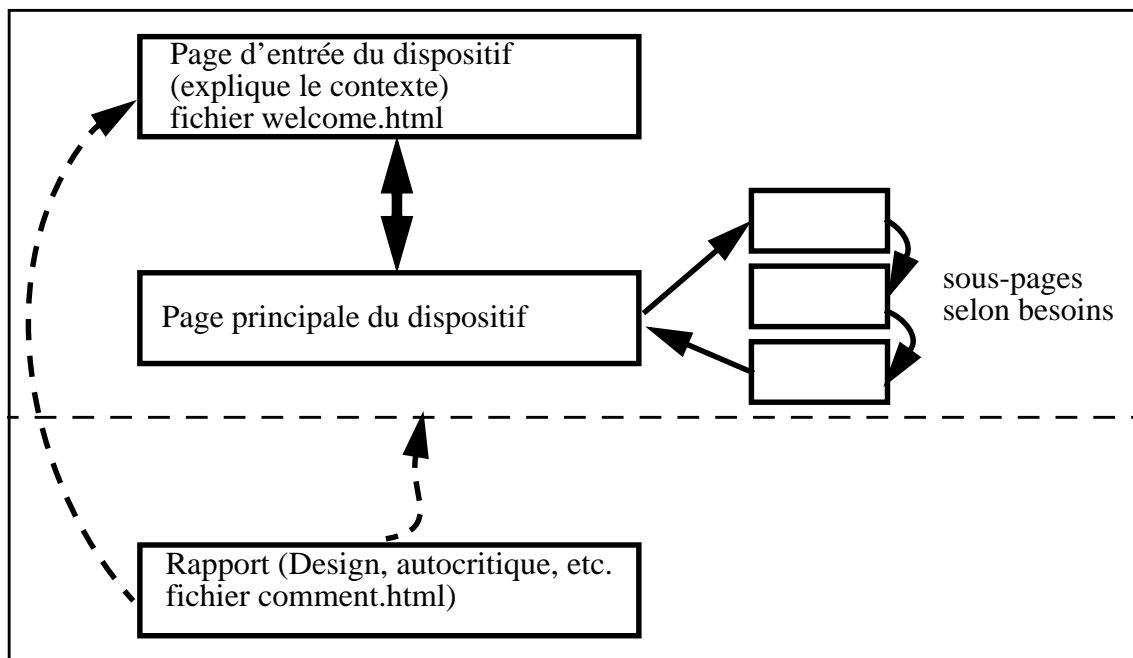 Page d’entrée du dispositif
(explique le contexte)
fichier welcome.html
Page principale du dispositif
sous-pages
selon besoins
Rapport (Design, autocritique, etc.
fichier comment.html)